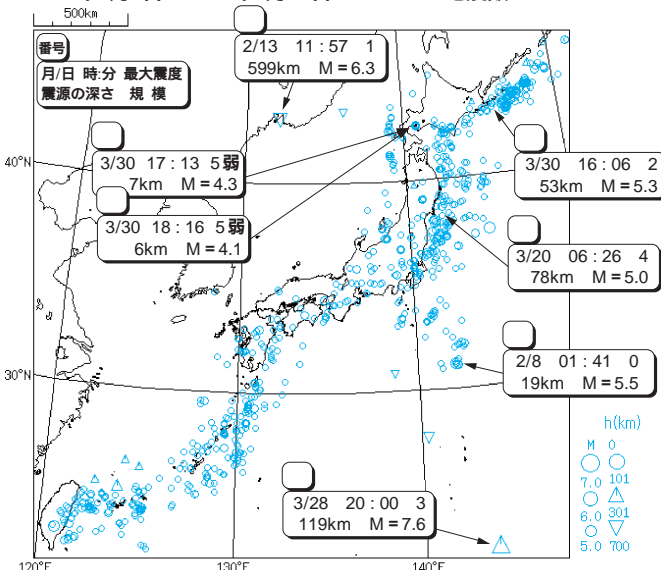 500km
番号
月/日 時:分 最大震度
震源の深さ 規 模
2/13 11:57 1
599km M=6.3
3/30 17:13 5弱
7km M=4.3
3/30 18:16 5弱
6km M=4.1
3/30 16:06 2
53km M=5.3
3/20 06:26 4
78km M=5.0
2/8 01:41 0
19km M=5.5
3/28 20:00 3
119km M=7.6
40°N
30°N
120°E
130°E
140°E
h(km)
M 0
7.0 101
6.0 301
5.0 700